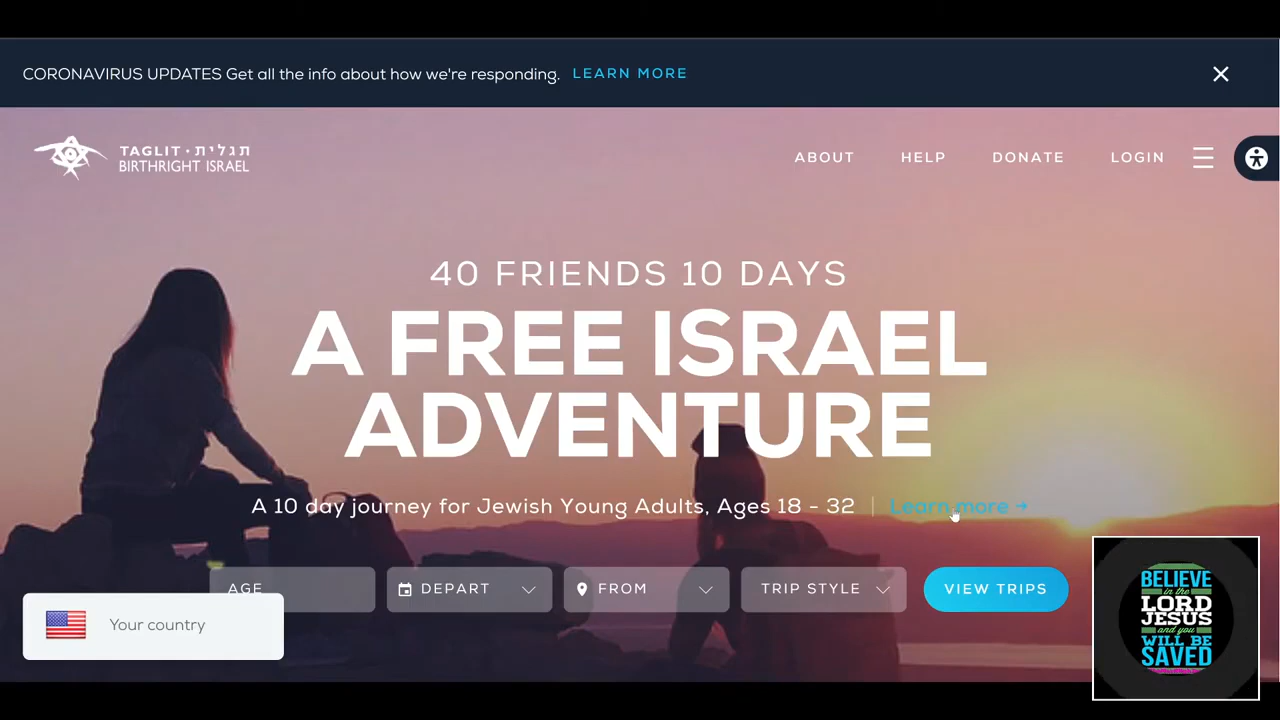 CORONAVIRUS UPDATES Get all the info about how we're responding. LEARN MORE
TAGLIT · תגלית
BIRTHRIGHT ISRAEL
ABOUT HELP DONATE LOGIN
40 FRIENDS 10 DAYS
A FREE ISRAEL
ADVENTURE
A 10 day journey for Jewish Young Adults, Ages 18 - 32 | Learn more →
AGE DEPART FROM TRIP STYLE VIEW TRIPS
Your country
BELIEVE
in the
LORD
JESUS
and you
WILL BE
SAVED